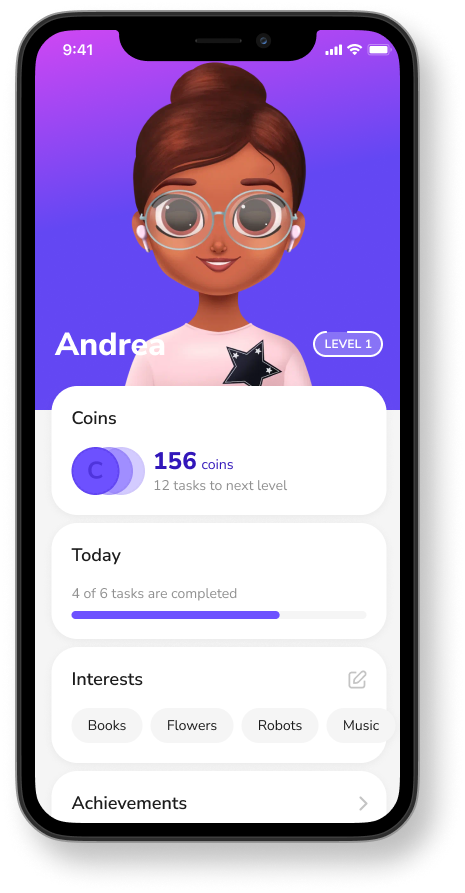 9:41
Andrea
LEVEL 1
Coins
C
156 coins
12 tasks to next level
Today
4 of 6 tasks are completed
Interests
Books Flowers Robots Music
Achievements